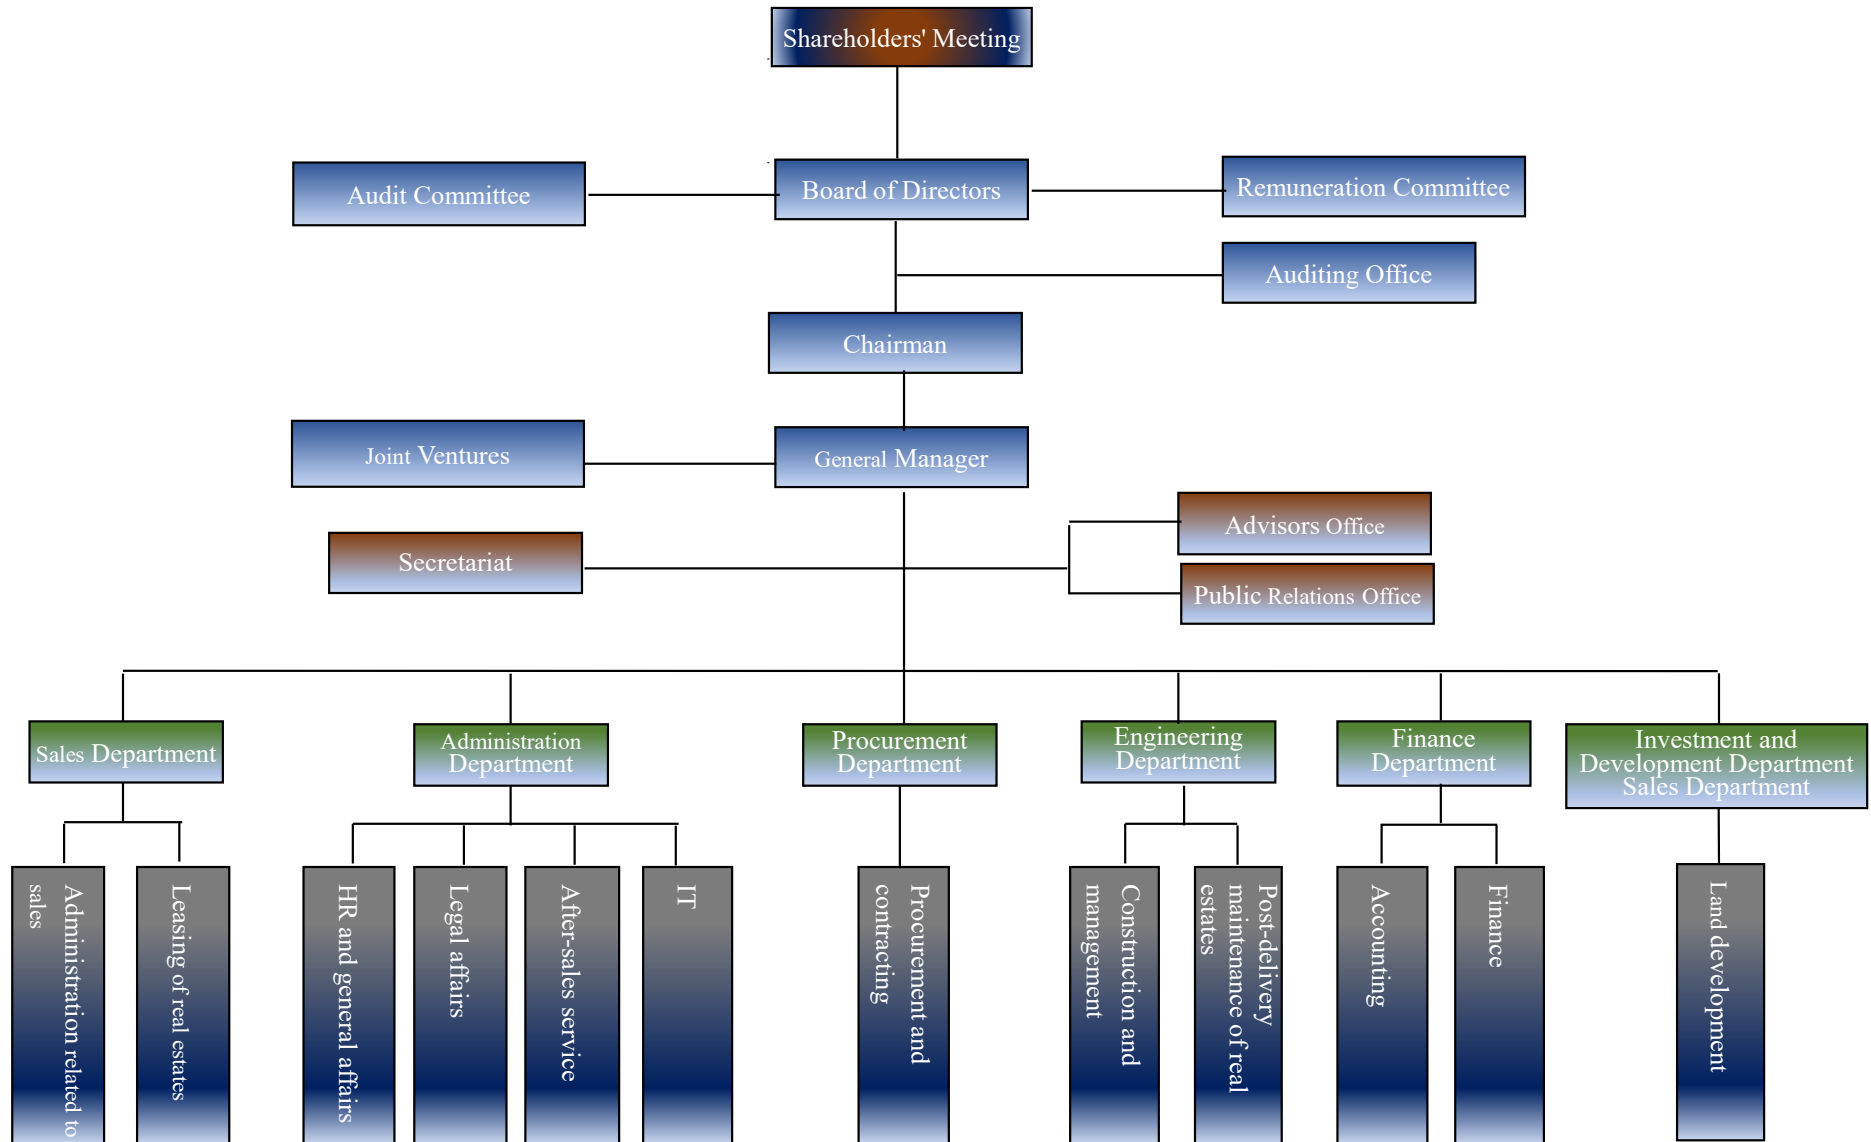 Shareholders' Meeting
Audit Committee
Board of Directors
Remuneration Committee
Auditing Office
Chairman
Joint Ventures
General Manager
Advisors Office
Secretariat
Public Relations Office
Sales Department
Administration
Department
Procurement
Department
Engineering
Department
Finance
Department
Investment and
Development Department
Sales Department
Administration related to
sales
Leasing of real estates
HR and general affairs
Legal affairs
After-sales service
IT
Procurement and
contracting
Construction and
management
Post-delivery
maintenance of real
estates
Accounting
Finance
Land development